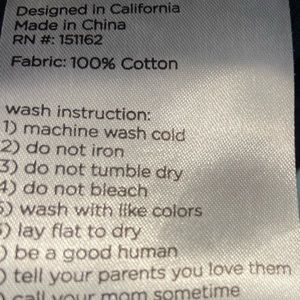 Designed in California
Made in China
RN #: 151162
Fabric: 100% Cotton
wash instruction:
1) machine wash cold
2) do not iron
3) do not tumble dry
4) do not bleach
5) wash with like colors
) lay flat to dry
) be a good human
) tell your parents you love them
call your mom sometime